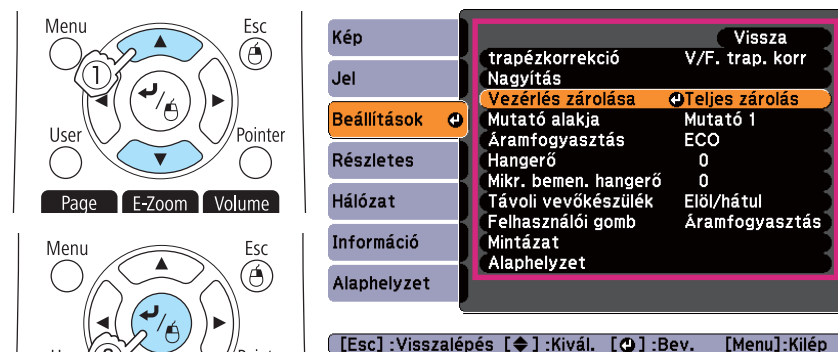 Menu
Esc
1
User
Pointer
Page E-Zoom Volume
Menu
Esc
Kép
Jel
Beállítások
Részletes
Hálózat
Információ
Alaphelyzet
Vissza
trapézkorrekció V/F. trap. korr
Nagyítás
Vezérlés zárolása Teljes zárolás
Mutató alakja Mutató 1
Áramfogyasztás ECO
Hangerő 0
Mikr. bemen. hangerő 0
Távoli vevőkészülék Elöl/hátul
Felhasználói gomb Áramfogyasztás
Mintázat
Alaphelyzet
[Esc] :Visszalépés [◆] :Kivál. [↵] :Bev. [Menu]:Kilép